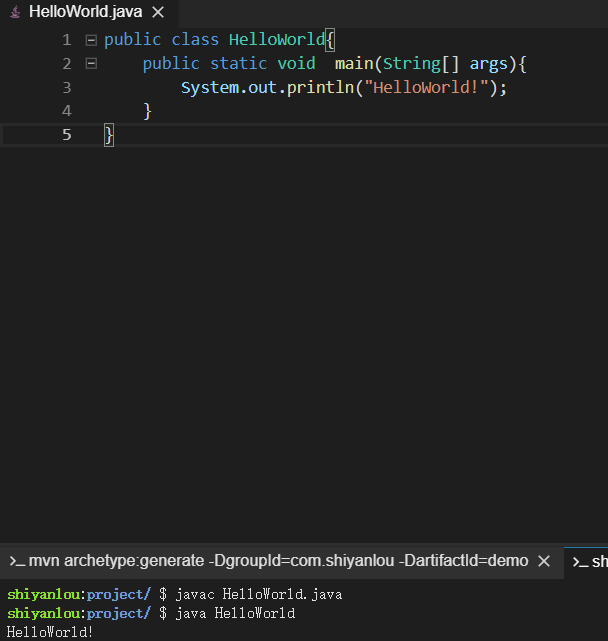 HelloWorld.java
1 public class HelloWorld{
2 public static void  main(String[] args){
3 System.out.println("HelloWorld!");
4 }
5 }
mvn archetype:generate -DgroupId=com.shiyanlou -DartifactId=demo sh
shiyanlou:project/ $ javac HelloWorld.java
shiyanlou:project/ $ java HelloWorld
HelloWorld!